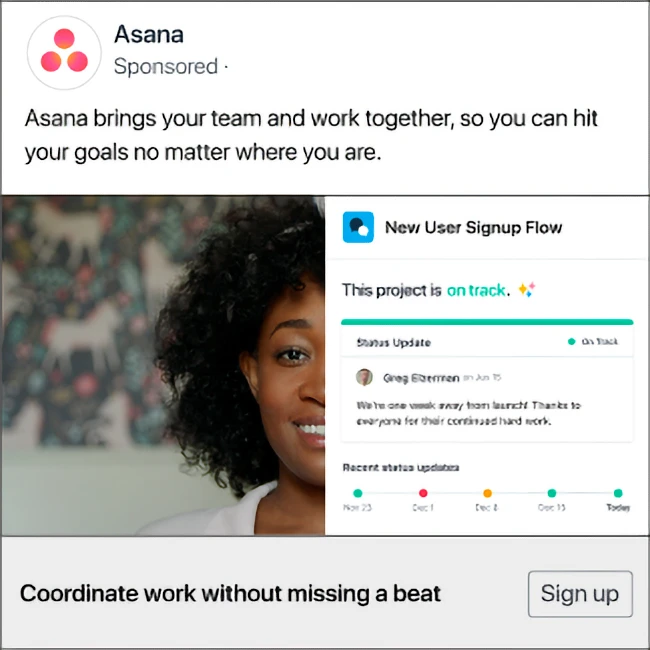 Asana
Sponsored ·
Asana brings your team and work together, so you can hit
your goals no matter where you are.
New User Signup Flow
This project is on track.
Status Update
On Track
Greg Elzerman on Jun 15
We're one week away from launch! Thanks to
everyone for their continued hard work.
Recent status updates
Nov 23 Dec 1 Dec 8 Dec 15 Today
Coordinate work without missing a beat
Sign up